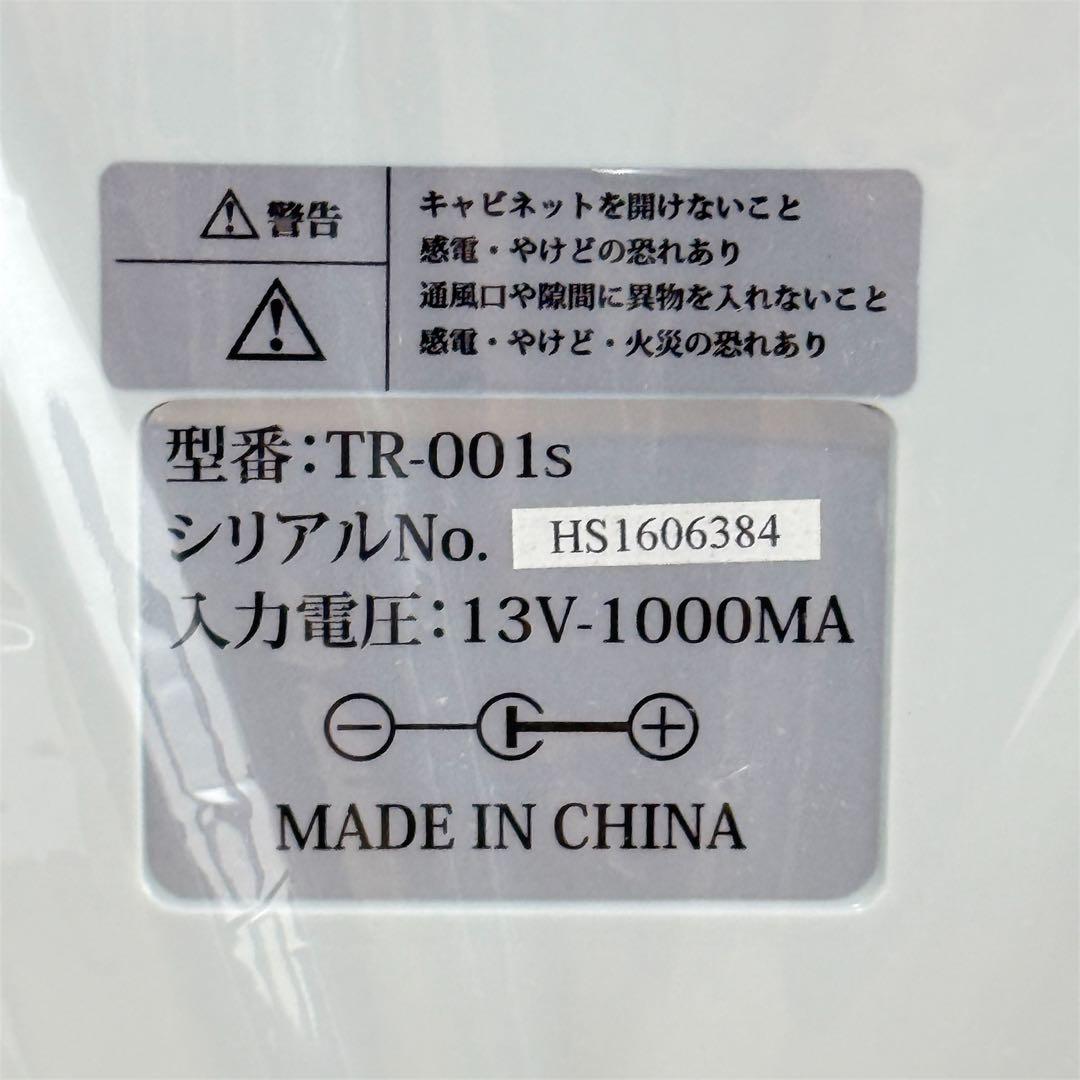 警告
キャビネットを開けないこと
感電・やけどの恐れあり
通風口や隙間に異物を入れないこと
感電・やけど・火災の恐れあり
型番:TR-001s
シリアルNo. HS1606384
入力電圧:13V-1000MA
MADE IN CHINA